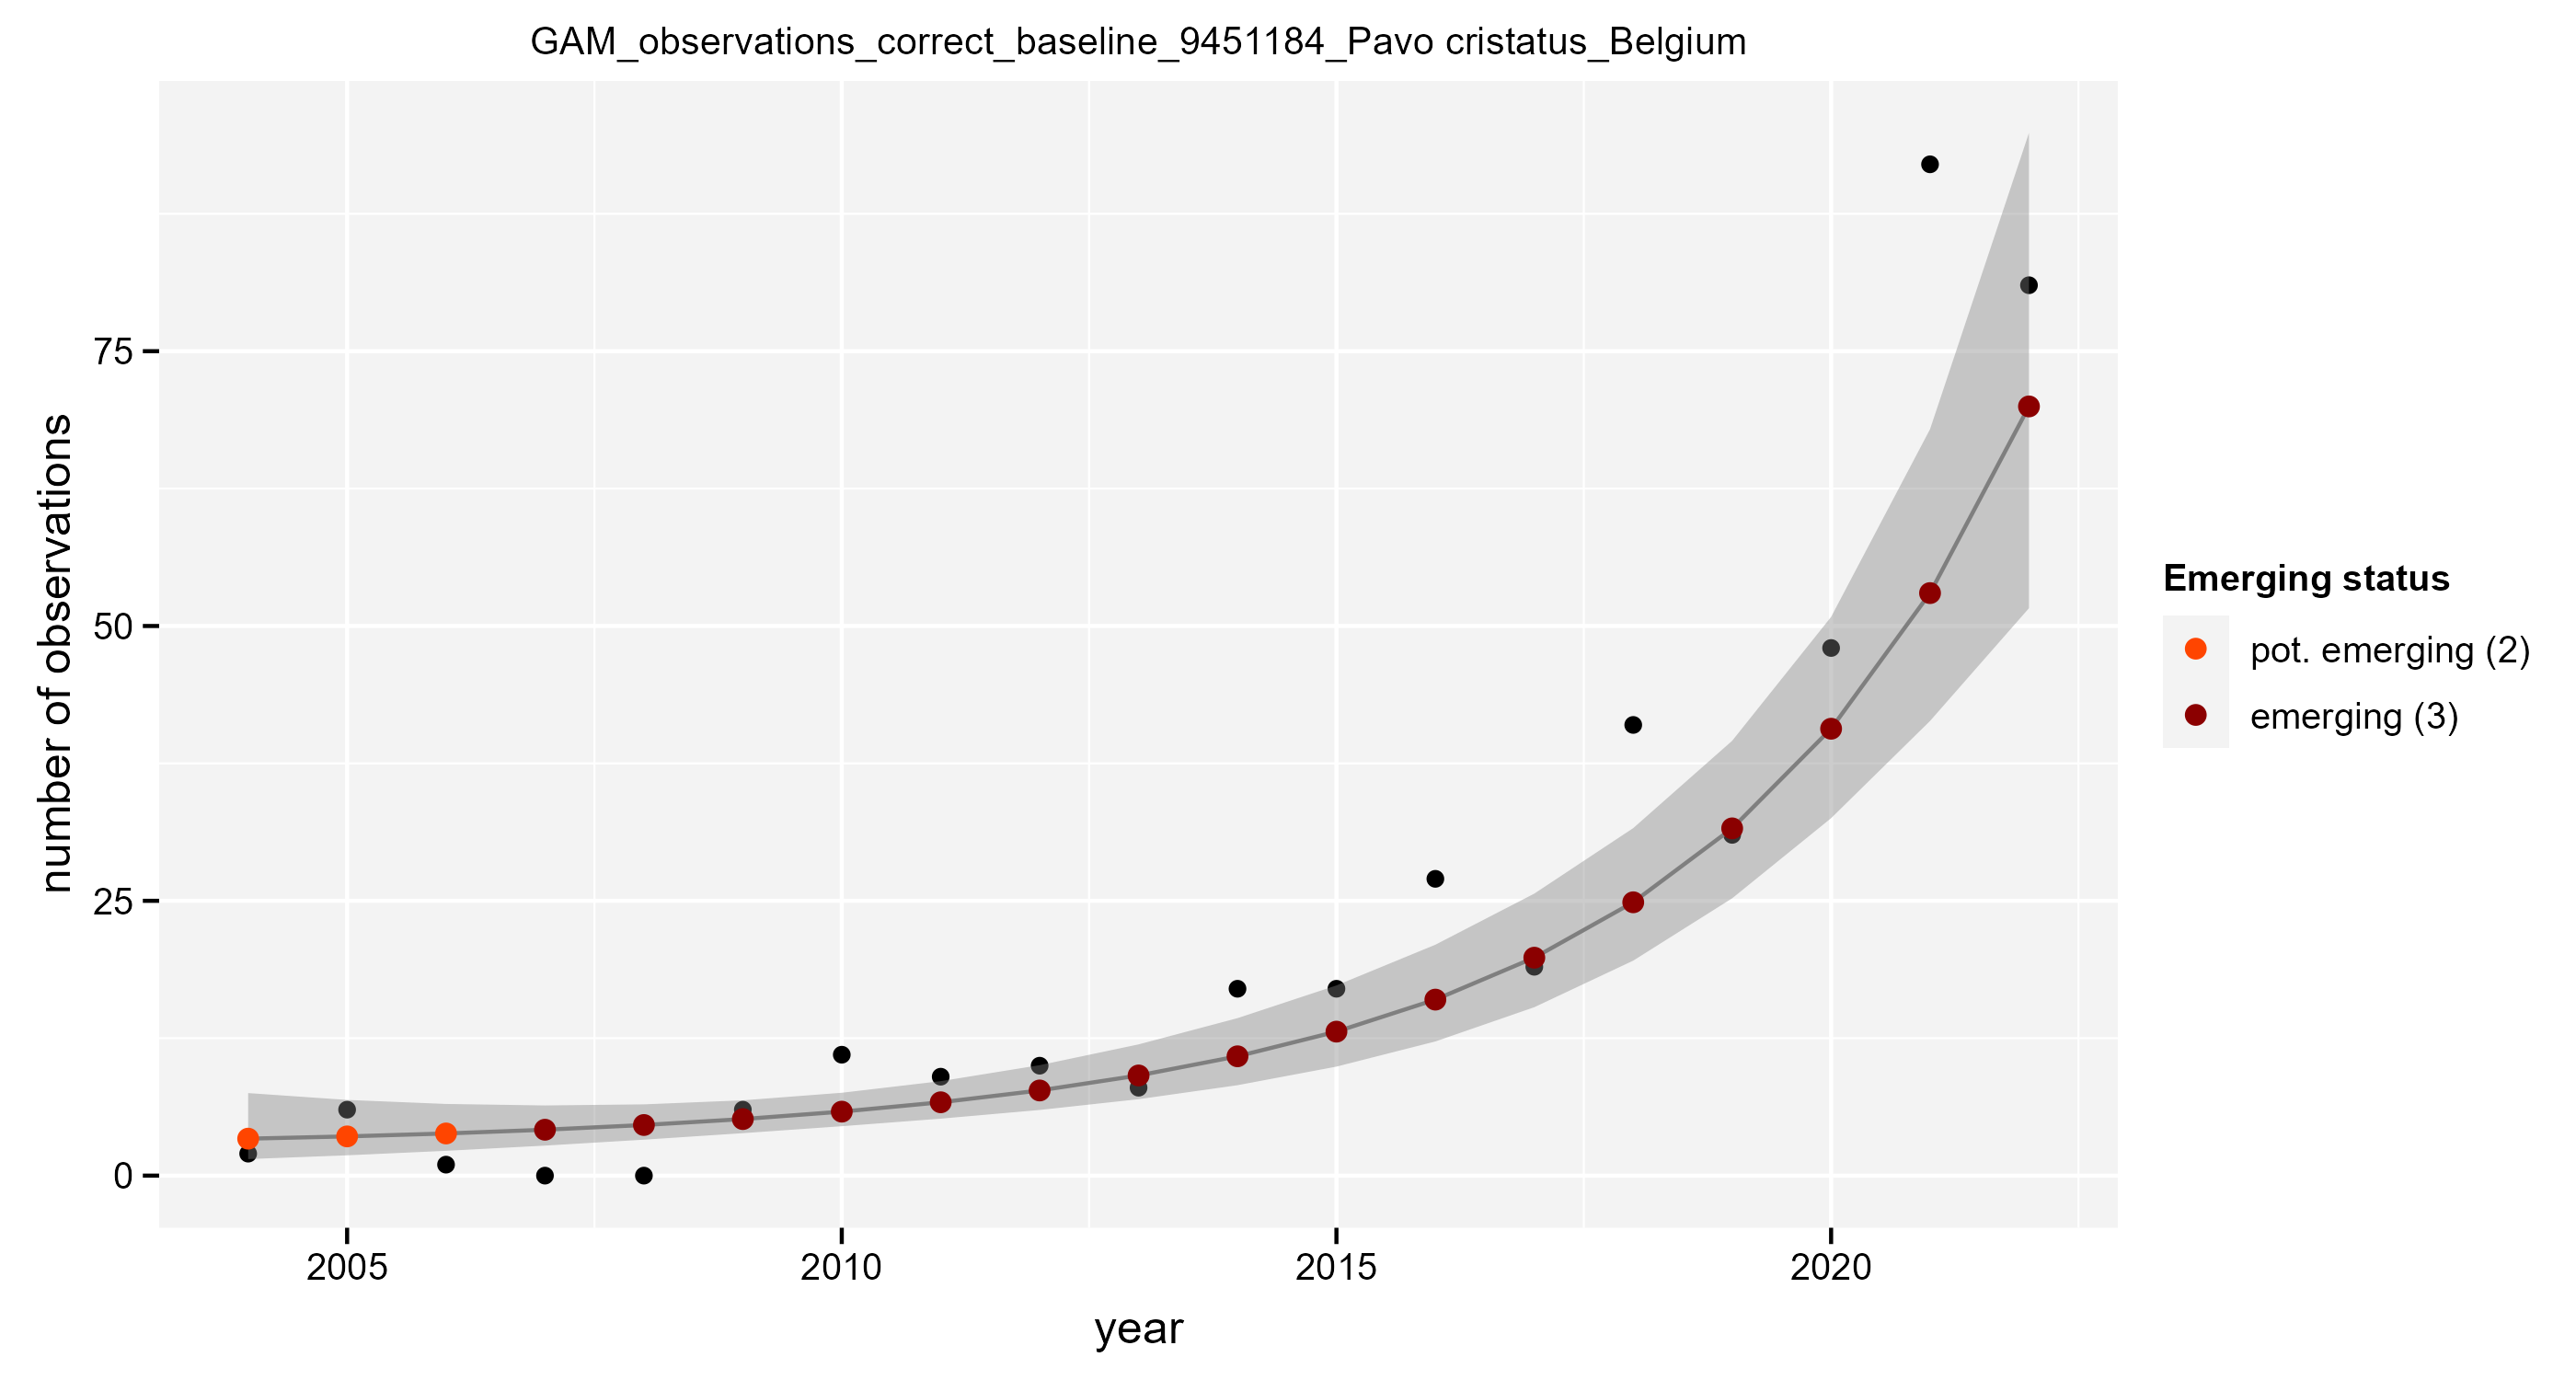 GAM_observations_correct_baseline_9451184_Pavo cristatus_Belgium
number of observations
75
50
25
0
2005
2010
2015
2020
year
Emerging status
pot. emerging (2)
emerging (3)